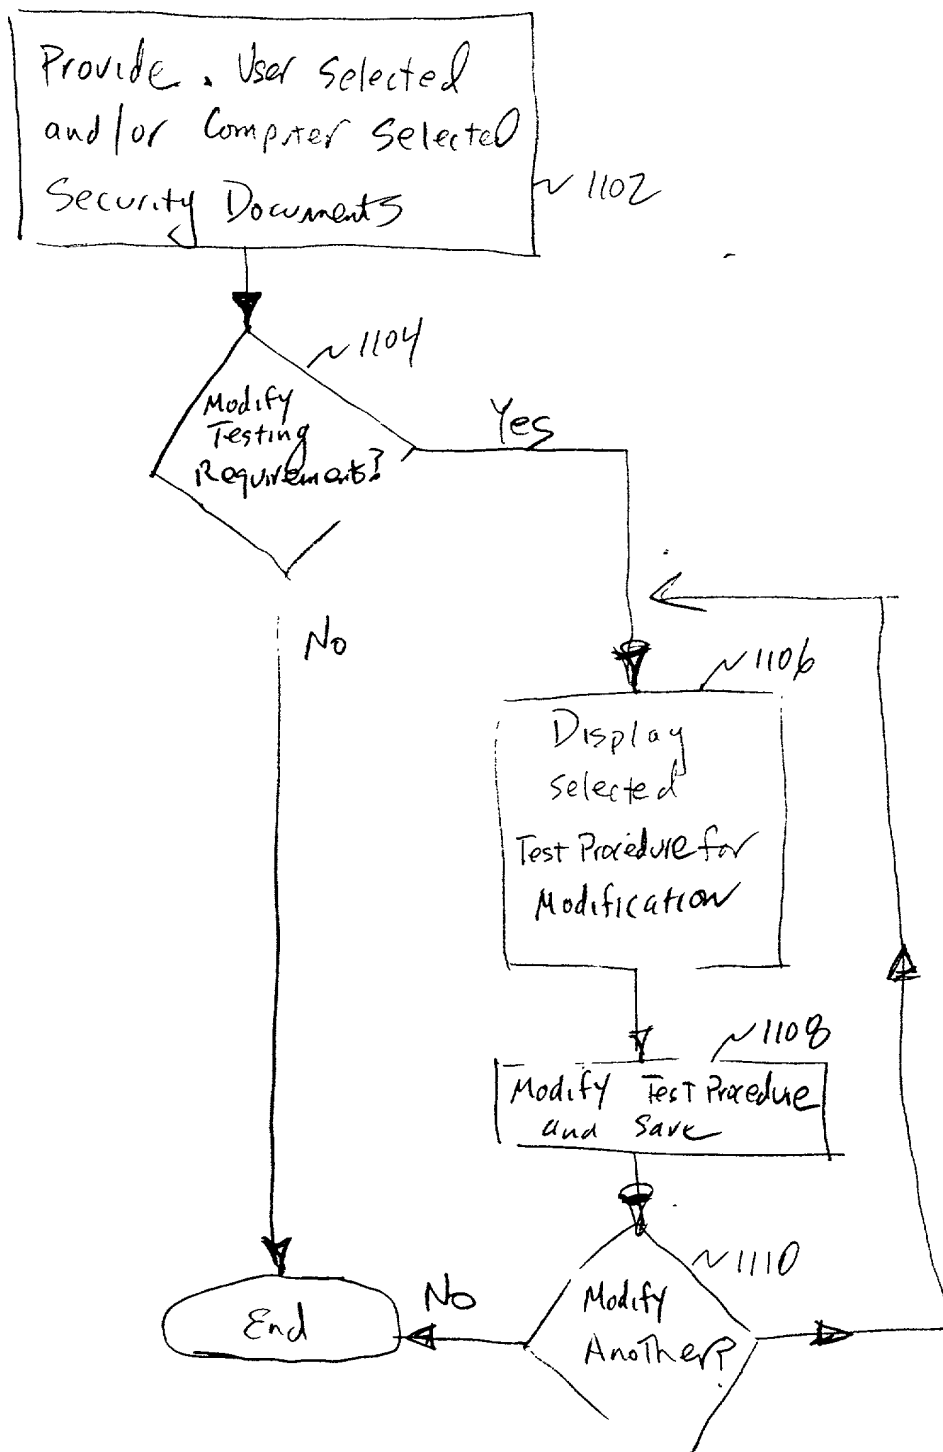 Provide. User Selected
and/or Computer Selected
Security Documents
1102
1104
Modify
Testing
Requirements?
Yes
No
1106
Display
Selected
Test Procedure for
Modification
1108
Modify Test Procedure
and Save
1110
Modify
Another?
No
End